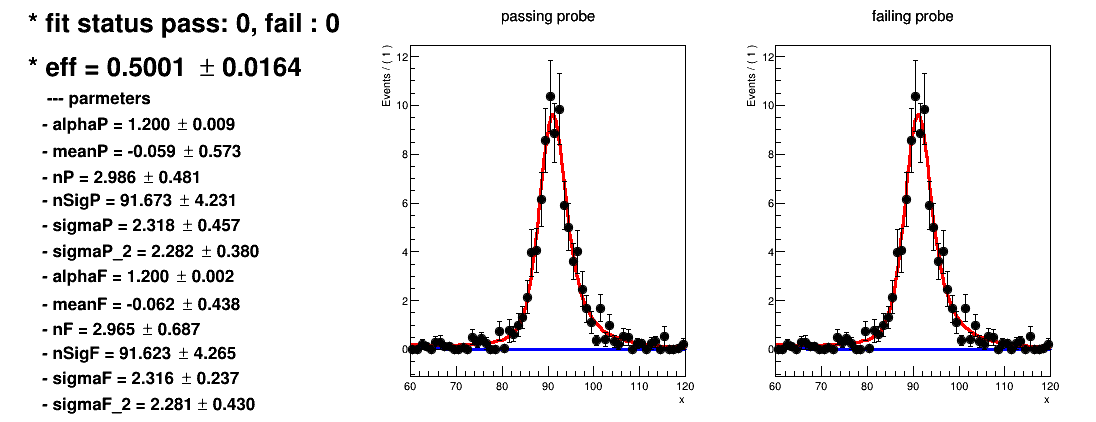 * fit status pass: 0, fail : 0
* eff = 0.5001 ± 0.0164
--- parmeters
- alphaP = 1.200 ± 0.009
- meanP = -0.059 ± 0.573
- nP = 2.986 ± 0.481
- nSigP = 91.673 ± 4.231
- sigmaP = 2.318 ± 0.457
- sigmaP_2 = 2.282 ± 0.380
- alphaF = 1.200 ± 0.002
- meanF = -0.062 ± 0.438
- nF = 2.965 ± 0.687
- nSigF = 91.623 ± 4.265
- sigmaF = 2.316 ± 0.237
- sigmaF_2 = 2.281 ± 0.430
passing probe
Events / ( 1 )
12
10
8
6
4
2
0
60 70 80 90 100 110 120
x
failing probe
Events / ( 1 )
12
10
8
6
4
2
0
60 70 80 90 100 110 120
x